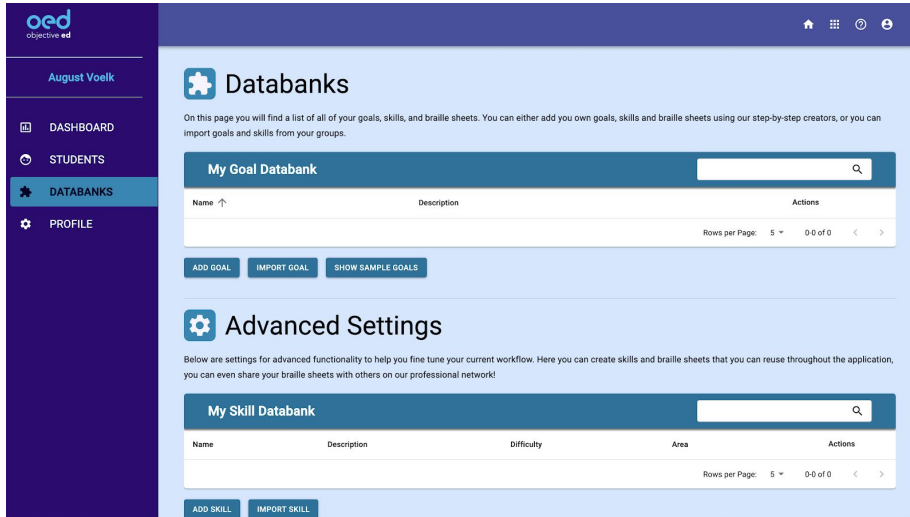 oed
objective ed
August Voelk
DASHBOARD
STUDENTS
DATABANKS
PROFILE
Databanks
On this page you will find a list of all of your goals, skills, and braille sheets. You can either add you own goals, skills and braille sheets using our step-by-step creators, or you can
import goals and skills from your groups.
My Goal Databank
Name Description Actions
Rows per Page: 5 0-0 of 0
ADD GOAL IMPORT GOAL SHOW SAMPLE GOALS
Advanced Settings
Below are settings for advanced functionality to help you fine tune your current workflow. Here you can create skills and braille sheets that you can reuse throughout the application,
you can even share your braille sheets with others on our professional network!
My Skill Databank
Name Description Difficulty Area Actions
Rows per Page: 5 0-0 of 0
ADD SKILL IMPORT SKILL